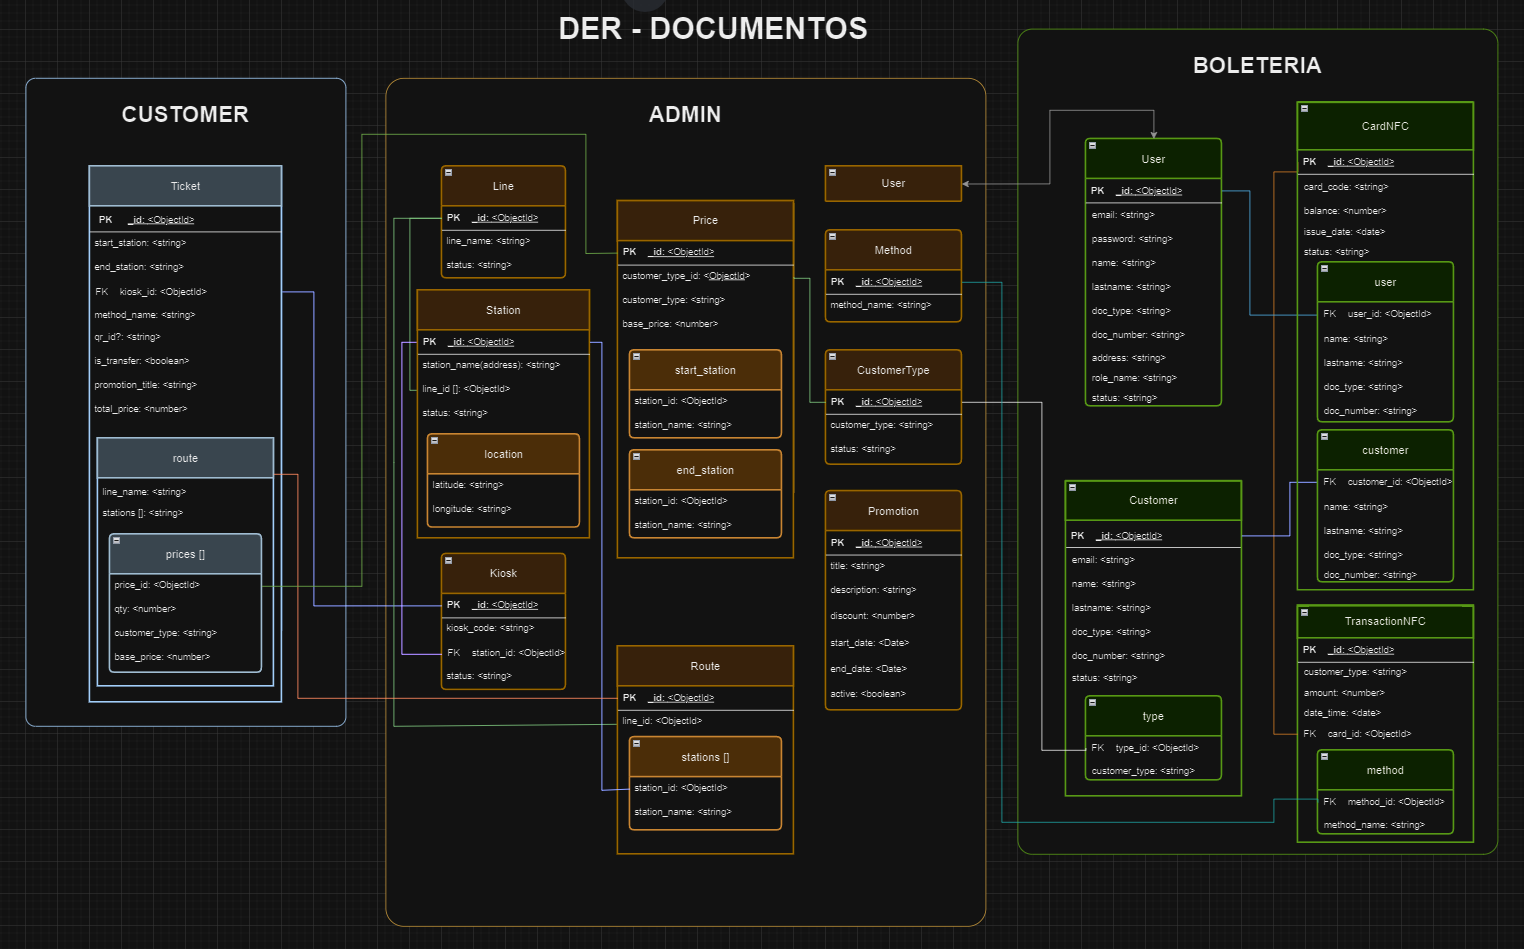 DER - DOCUMENTOS
CUSTOMER
Ticket
PK _id: <ObjectId>
start_station: <string>
end_station: <string>
FK kiosk_id: <ObjectId>
method_name: <string>
qr_id?: <string>
is_transfer: <boolean>
promotion_title: <string>
total_price: <number>
route
line_name: <string>
stations []: <string>
prices []
price_id: <ObjectId>
qty: <number>
customer_type: <string>
base_price: <number>
ADMIN
Line
PK _id: <ObjectId>
line_name: <string>
status: <string>
Station
PK _id: <ObjectId>
station_name(address): <string>
line_id []: <ObjectId>
status: <string>
location
latitude: <string>
longitude: <string>
Kiosk
PK _id: <ObjectId>
kiosk_code: <string>
FK station_id: <ObjectId>
status: <string>
Price
PK _id: <ObjectId>
customer_type_id: <ObjectId>
customer_type: <string>
base_price: <number>
start_station
station_id: <ObjectId>
station_name: <string>
end_station
station_id: <ObjectId>
station_name: <string>
Route
PK _id: <ObjectId>
line_id: <ObjectId>
stations []
station_id: <ObjectId>
station_name: <string>
User
Method
PK _id: <ObjectId>
method_name: <string>
CustomerType
PK _id: <ObjectId>
customer_type: <string>
status: <string>
Promotion
PK _id: <ObjectId>
title: <string>
description: <string>
discount: <number>
start_date: <Date>
end_date: <Date>
active: <boolean>
BOLETERIA
User
PK _id: <ObjectId>
email: <string>
password: <string>
name: <string>
lastname: <string>
doc_type: <string>
doc_number: <string>
address: <string>
role_name: <string>
status: <string>
Customer
PK _id: <ObjectId>
email: <string>
name: <string>
lastname: <string>
doc_type: <string>
doc_number: <string>
status: <string>
type
FK type_id: <ObjectId>
customer_type: <string>
CardNFC
PK _id: <ObjectId>
card_code: <string>
balance: <number>
issue_date: <date>
status: <string>
user
FK user_id: <ObjectId>
name: <string>
lastname: <string>
doc_type: <string>
doc_number: <string>
customer
FK customer_id: <ObjectId>
name: <string>
lastname: <string>
doc_type: <string>
doc_number: <string>
TransactionNFC
PK _id: <ObjectId>
customer_type: <string>
amount: <number>
date_time: <date>
FK card_id: <ObjectId>
method
FK method_id: <ObjectId>
method_name: <string>